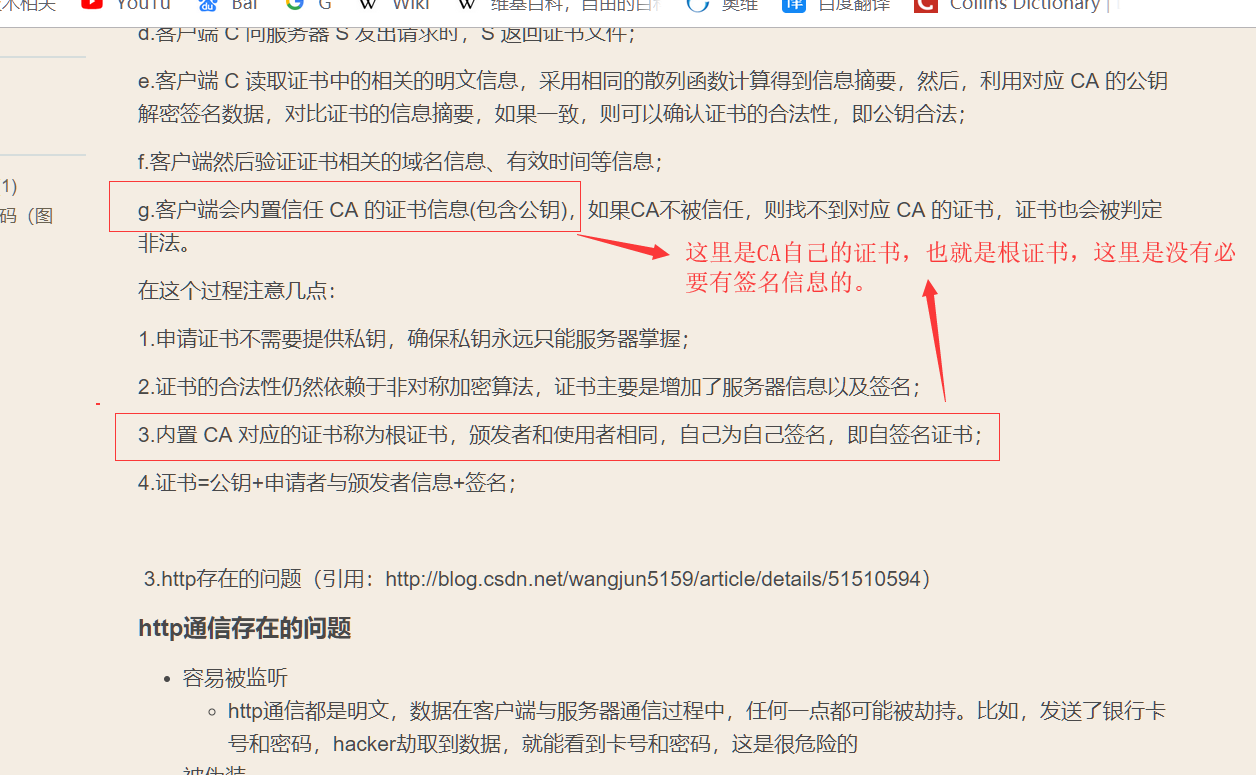 YouTu
Bai
G
Wiki
奥维
百度翻译
Collins Dictionary
d.客户端 C 向服务器 S 发出请求时，S 返回证书文件；
e.客户端 C 读取证书中的相关的明文信息，采用相同的散列函数计算得到信息摘要，然后，利用对应 CA 的公钥
解密签名数据，对比证书的信息摘要，如果一致，则可以确认证书的合法性，即公钥合法；
f.客户端然后验证证书相关的域名信息、有效时间等信息；
1)
码（图
g.客户端会内置信任 CA 的证书信息(包含公钥)，如果CA不被信任，则找不到对应 CA 的证书，证书也会被判定
非法。
这里是CA自己的证书，也就是根证书，这里是没有必
要有签名信息的。
在这个过程注意几点：
1.申请证书不需要提供私钥，确保私钥永远只能服务器掌握；
2.证书的合法性仍然依赖于非对称加密算法，证书主要是增加了服务器信息以及签名；
3.内置 CA 对应的证书称为根证书，颁发者和使用者相同，自己为自己签名，即自签名证书；
4.证书=公钥+申请者与颁发者信息+签名；
3.http存在的问题（引用：http://blog.csdn.net/wangjun5159/article/details/51510594）
http通信存在的问题
• 容易被监听
◦ http通信都是明文，数据在客户端与服务器通信过程中，任何一点都可能被劫持。比如，发送了银行卡
号和密码，hacker劫取到数据，就能看到卡号和密码，这是很危险的